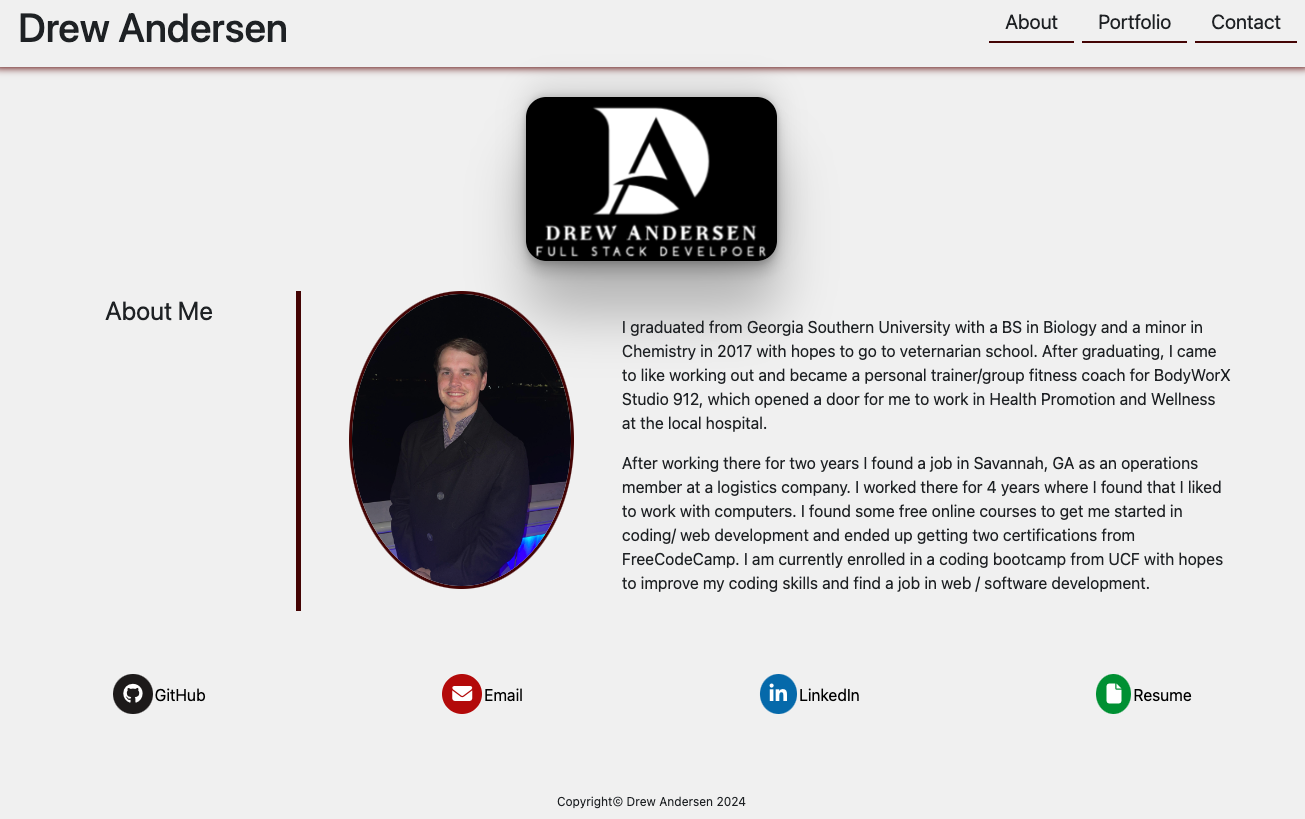 Drew Andersen
About
Portfolio
Contact
DREW ANDERSEN
FULL STACK DEVELPOER
About Me
I graduated from Georgia Southern University with a BS in Biology and a minor in
Chemistry in 2017 with hopes to go to veternarian school. After graduating, I came
to like working out and became a personal trainer/group fitness coach for BodyWorX
Studio 912, which opened a door for me to work in Health Promotion and Wellness
at the local hospital.
After working there for two years I found a job in Savannah, GA as an operations
member at a logistics company. I worked there for 4 years where I found that I liked
to work with computers. I found some free online courses to get me started in
coding/ web development and ended up getting two certifications from
FreeCodeCamp. I am currently enrolled in a coding bootcamp from UCF with hopes
to improve my coding skills and find a job in web / software development.
GitHub
Email
in LinkedIn
Resume
Copyright© Drew Andersen 2024